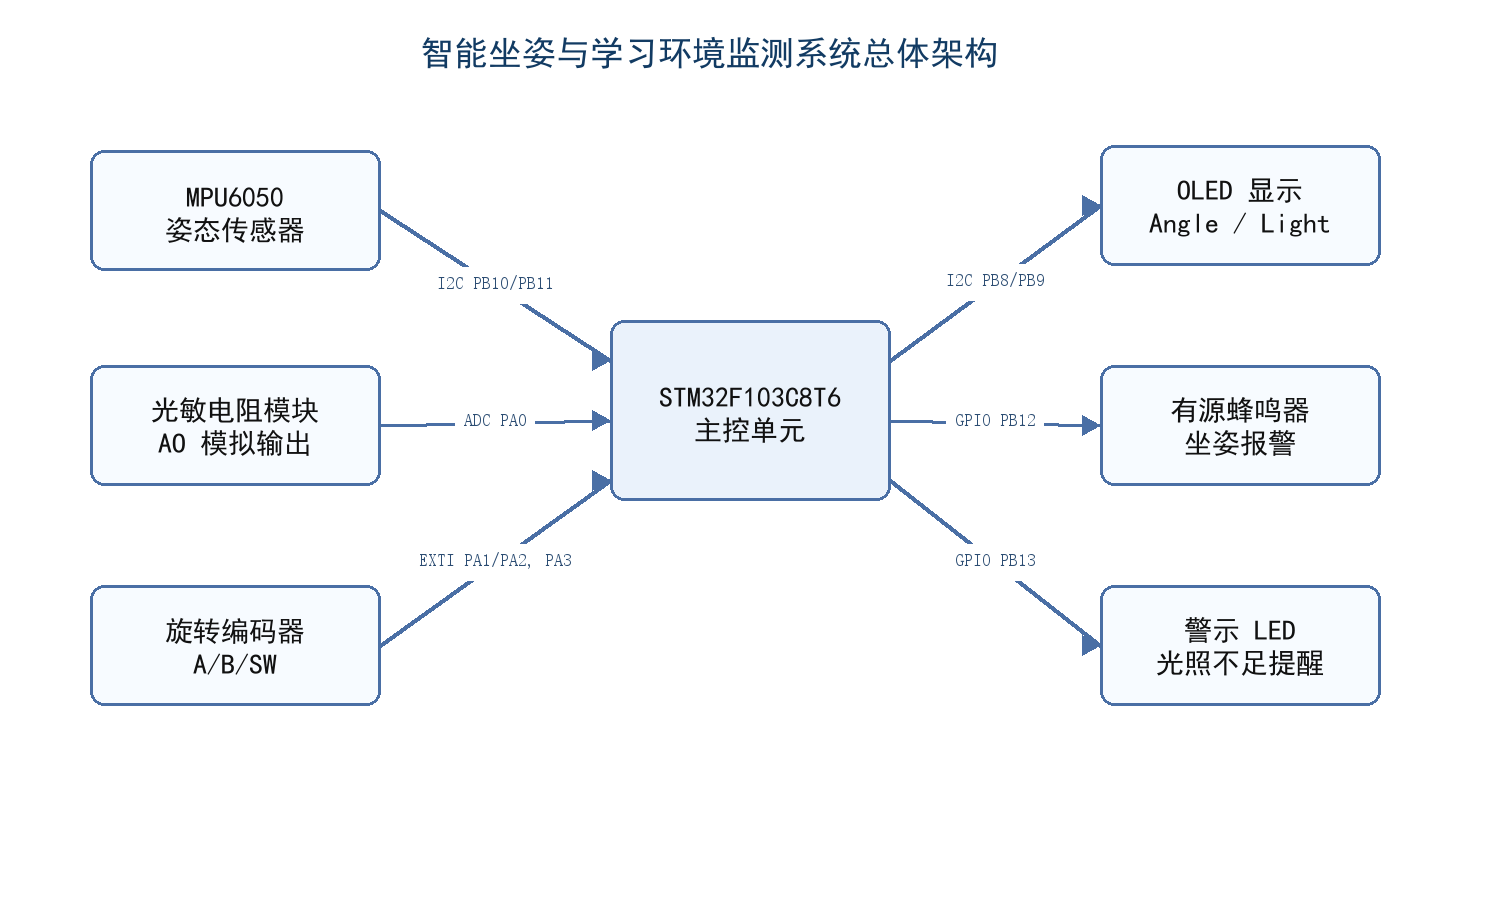 智能坐姿与学习环境监测系统总体架构
MPU6050
姿态传感器
OLED 显示
Angle / Light
I2C PB10/PB11
I2C PB8/PB9
光敏电阻模块
AO 模拟输出
ADC PA0
STM32F103C8T6
主控单元
GPIO PB12
有源蜂鸣器
坐姿报警
EXTI PA1/PA2, PA3
GPIO PB13
旋转编码器
A/B/SW
警示 LED
光照不足提醒